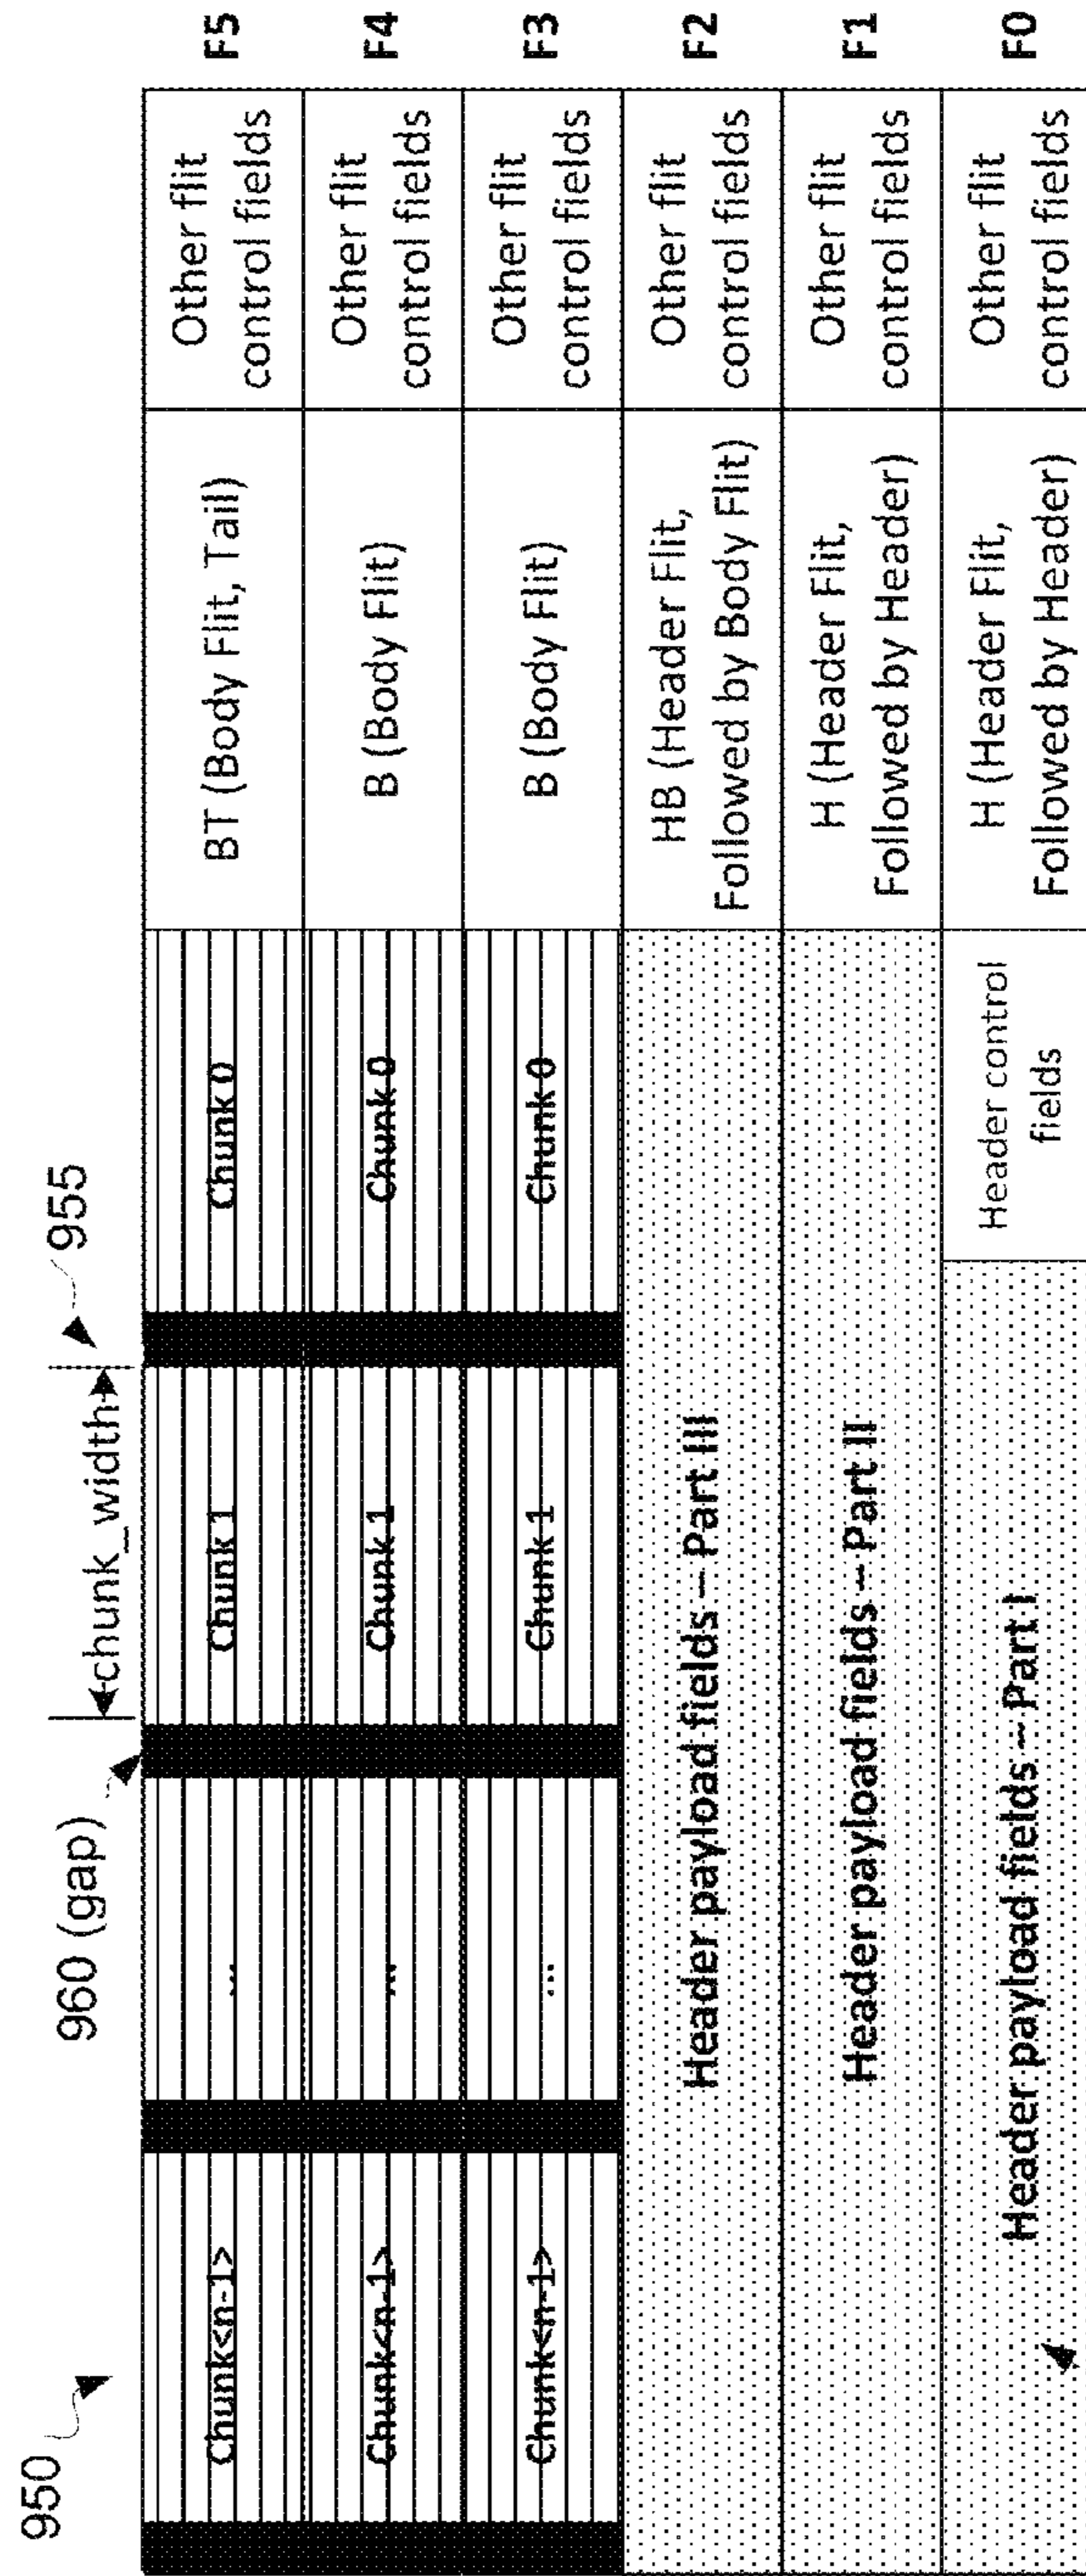 950
960 (gap)
chunk_width
955
Chunk<n-1>
...
Chunk 1
Chunk 0
BT (Body Flit, Tail)
Other flit
control fields
F5
Chunk<n-1>
...
Chunk 1
Chunk 0
B (Body Flit)
Other flit
control fields
F4
Chunk<n-1>
...
Chunk 1
Chunk 0
B (Body Flit)
Other flit
control fields
F3
Header payload fields – Part III
HB (Header Flit,
Followed by Body Flit)
Other flit
control fields
F2
Header payload fields – Part II
H (Header Flit,
Followed by Header)
Other flit
control fields
F1
Header payload fields – Part I
Header control
fields
H (Header Flit,
Followed by Header)
Other flit
control fields
F0